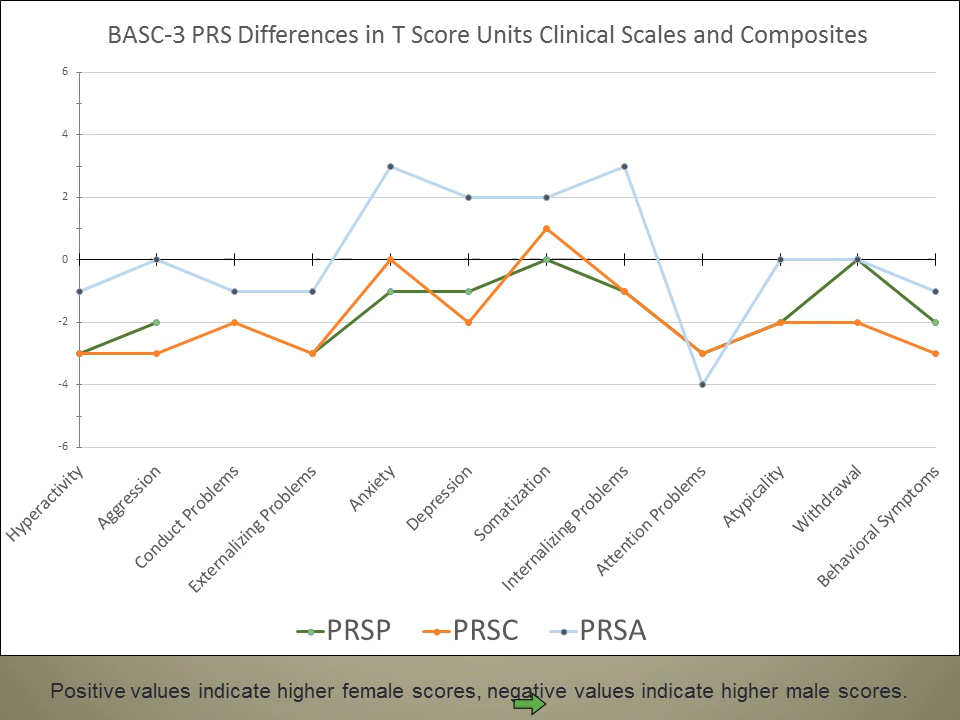 BASC-3 PRS Differences in T Score Units Clinical Scales and Composites
6
4
2
0
-2
-4
-6
Hyperactivity
Aggression
Conduct Problems
Externalizing Problems
Anxiety
Depression
Somatization
Internalizing Problems
Attention Problems
Atypicality
Withdrawal
Behavioral Symptoms
PRSP PRSC PRSA
Positive values indicate higher female scores, negative values indicate higher male scores.